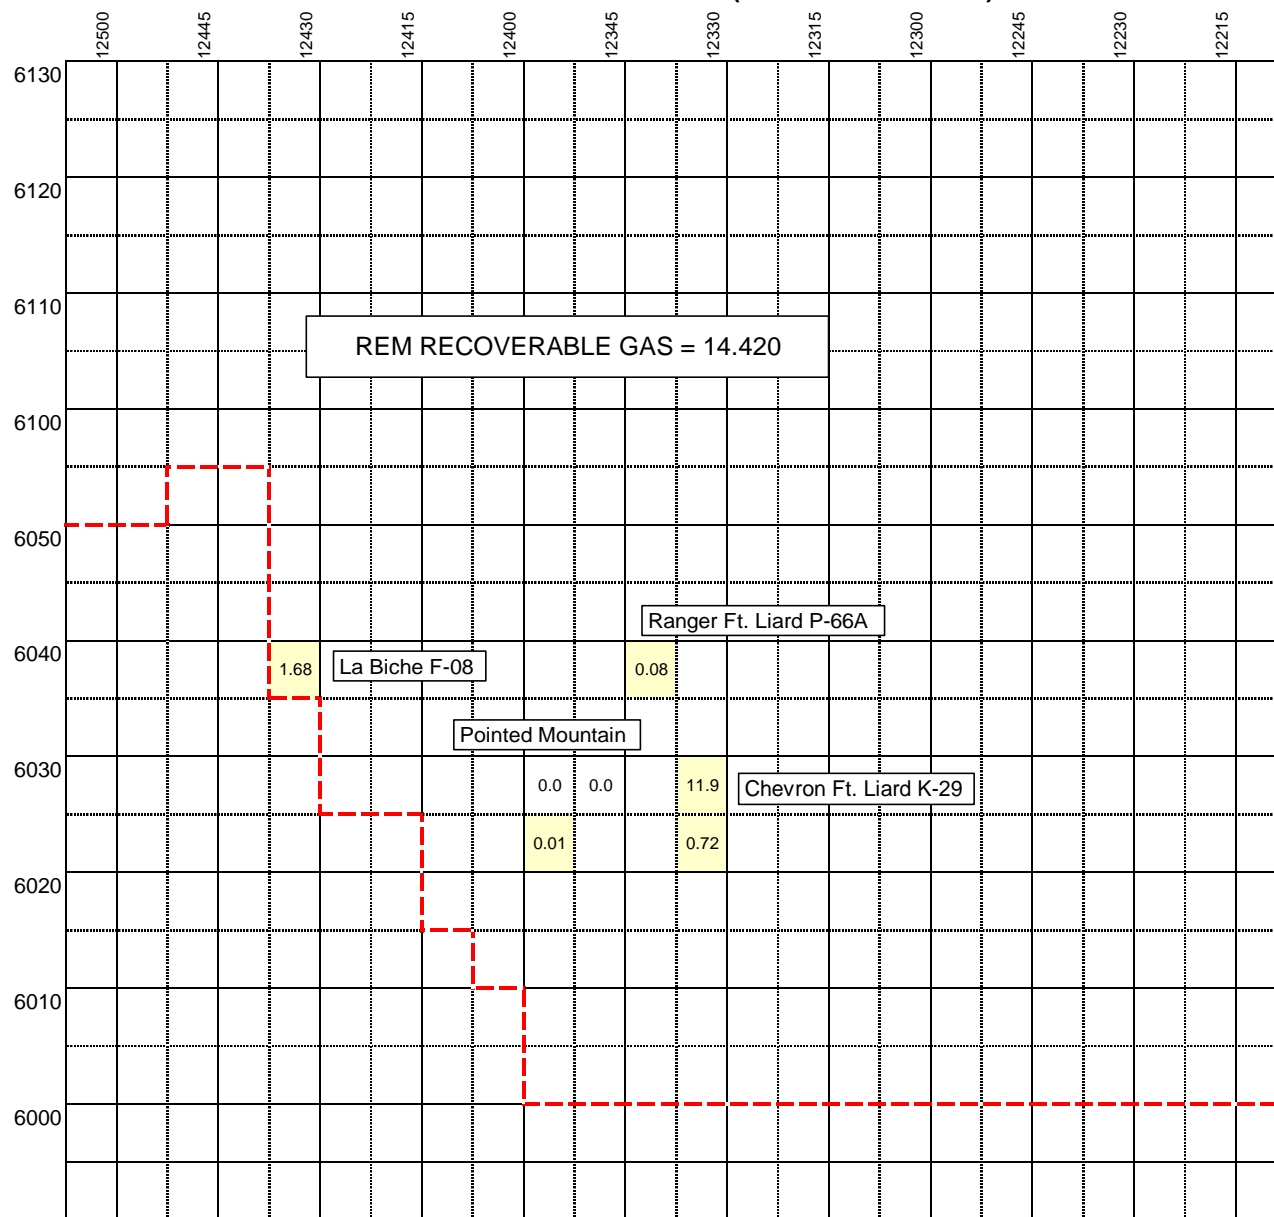 12500 12445 12430 12415 12400 12345 12330 12315 12300 12245 12230 12215
6130
6120
6110
REM RECOVERABLE GAS = 14.420
6100
6050
Ranger Ft. Liard P-66A
6040
1.68 La Biche F-08 0.08
Pointed Mountain
6030
0.0 0.0 11.9 Chevron Ft. Liard K-29
0.01 0.72
6020
6010
6000